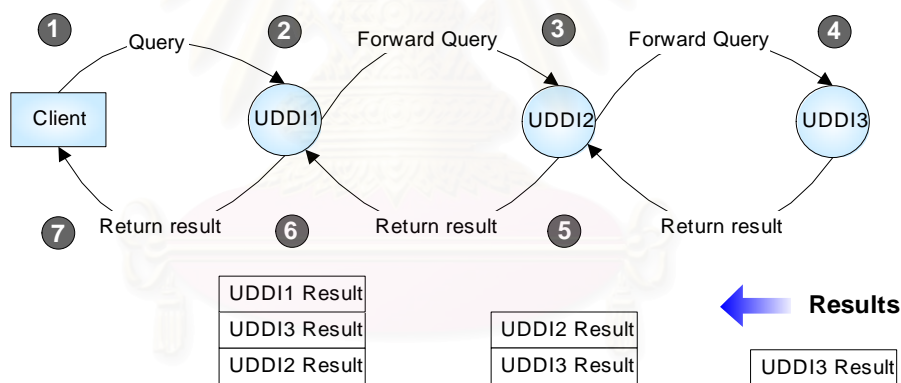 1
Query
2
Forward Query
3
Forward Query
4
Client
UDDI1
UDDI2
UDDI3
7
Return result
6
Return result
5
Return result
UDDI1 Result
UDDI3 Result
UDDI2 Result
UDDI2 Result
UDDI3 Result
Results
UDDI3 Result